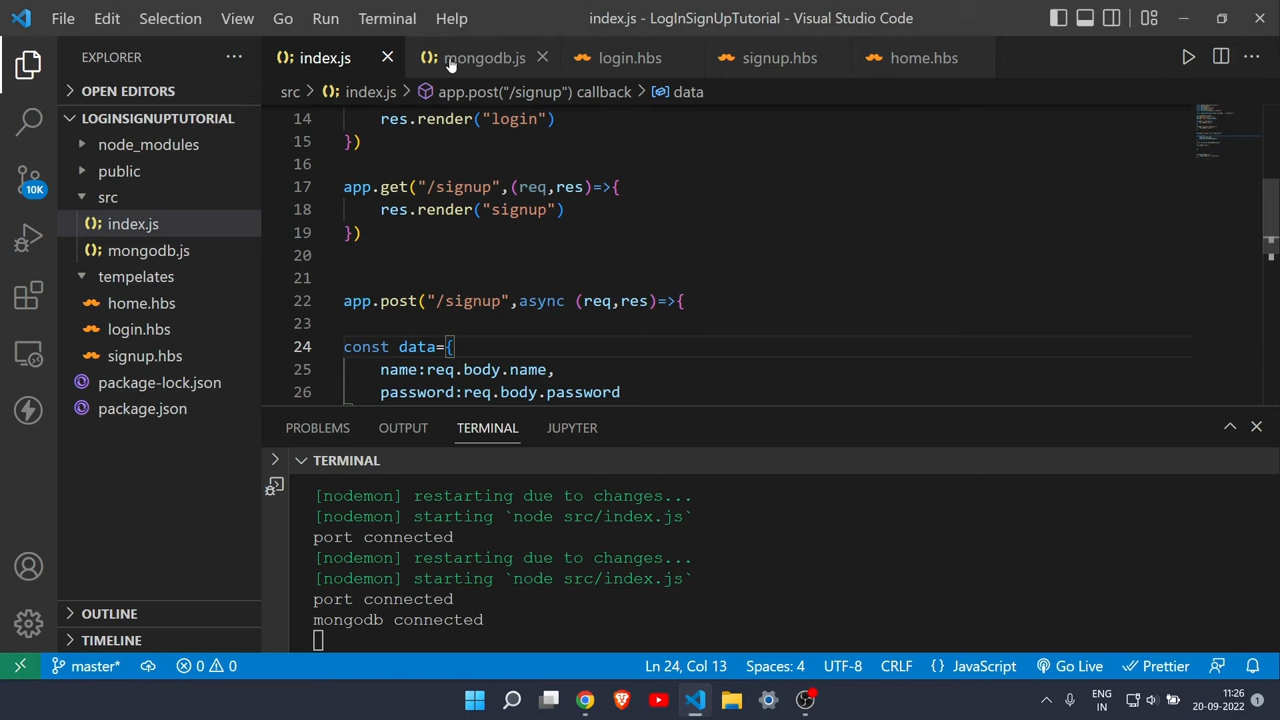 File Edit Selection View Go Run Terminal Help index.js - LogInSignUpTutorial - Visual Studio Code
EXPLORER
OPEN EDITORS
LOGINSIGNUPTUTORIAL
node_modules
public
src
index.js
mongodb.js
tempelates
home.hbs
login.hbs
signup.hbs
package-lock.json
package.json
OUTLINE
TIMELINE
10K
index.js mongodb.js login.hbs signup.hbs home.hbs
src > index.js > app.post("/signup") callback > data
14 res.render("login")
15 })
16
17 app.get("/signup",(req,res)=>{
18 res.render("signup")
19 })
20
21
22 app.post("/signup",async (req,res)=>{
23
24 const data={
25 name:req.body.name,
26 password:req.body.password
PROBLEMS OUTPUT TERMINAL JUPYTER
TERMINAL
[nodemon] restarting due to changes...
[nodemon] starting `node src/index.js`
port connected
[nodemon] restarting due to changes...
[nodemon] starting `node src/index.js`
port connected
mongodb connected
master* 0 0 Ln 24, Col 13 Spaces: 4 UTF-8 CRLF {} JavaScript Go Live Prettier
ENG
IN
11:26
20-09-2022
1